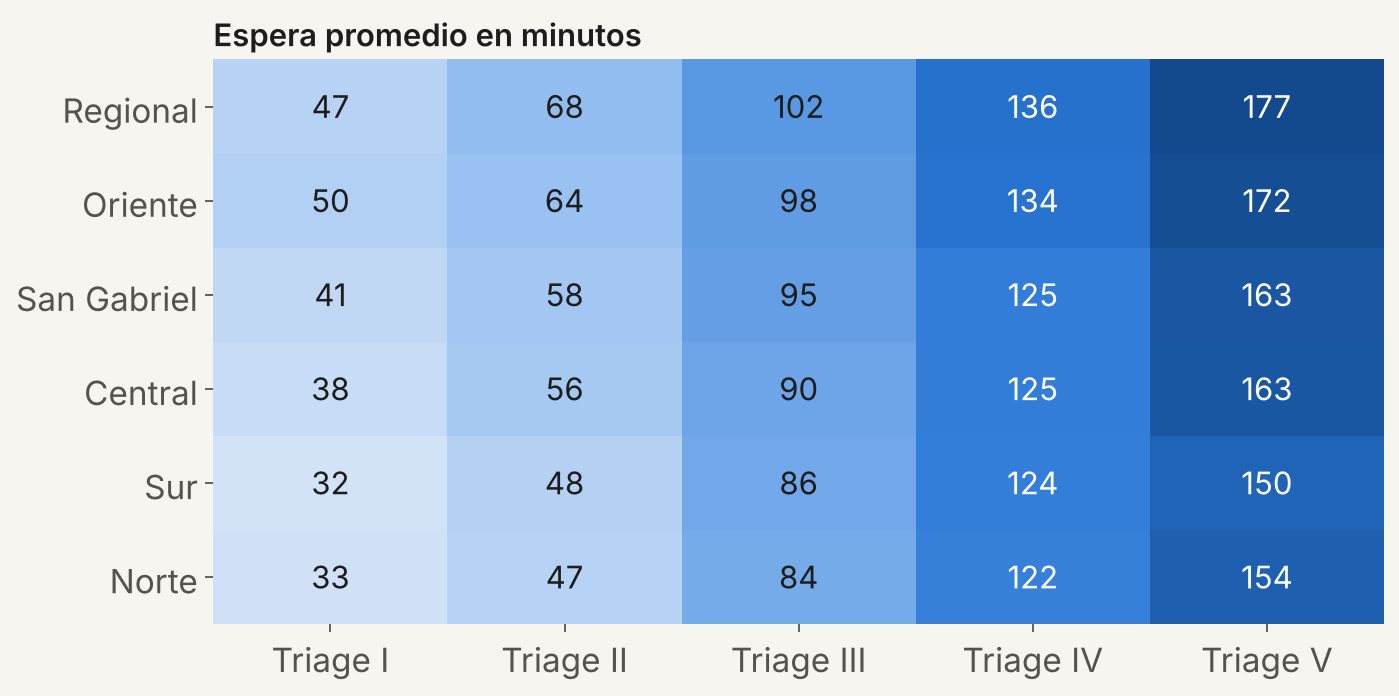 Espera promedio en minutos
Regional 47 68 102 136 177
Oriente 50 64 98 134 172
San Gabriel 41 58 95 125 163
Central 38 56 90 125 163
Sur 32 48 86 124 150
Norte 33 47 84 122 154
Triage I Triage II Triage III Triage IV Triage V